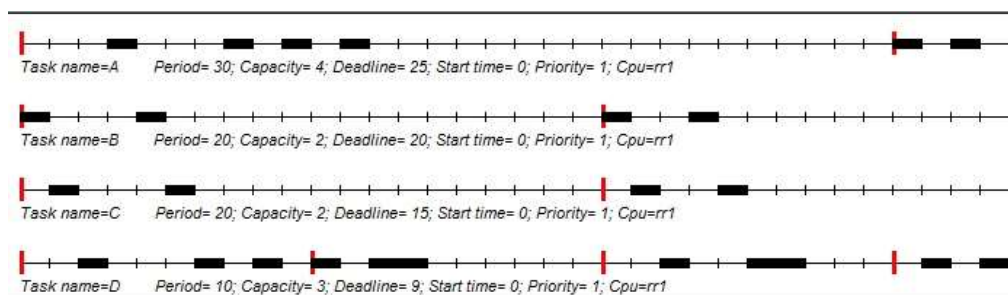 Task name=A Period= 30; Capacity= 4; Deadline= 25; Start time= 0; Priority= 1; Cpu=rr1
Task name=B Period= 20; Capacity= 2; Deadline= 20; Start time= 0; Priority= 1; Cpu=rr1
Task name=C Period= 20; Capacity= 2; Deadline= 15; Start time= 0; Priority= 1; Cpu=rr1
Task name=D Period= 10; Capacity= 3; Deadline= 9; Start time= 0; Priority= 1; Cpu=rr1